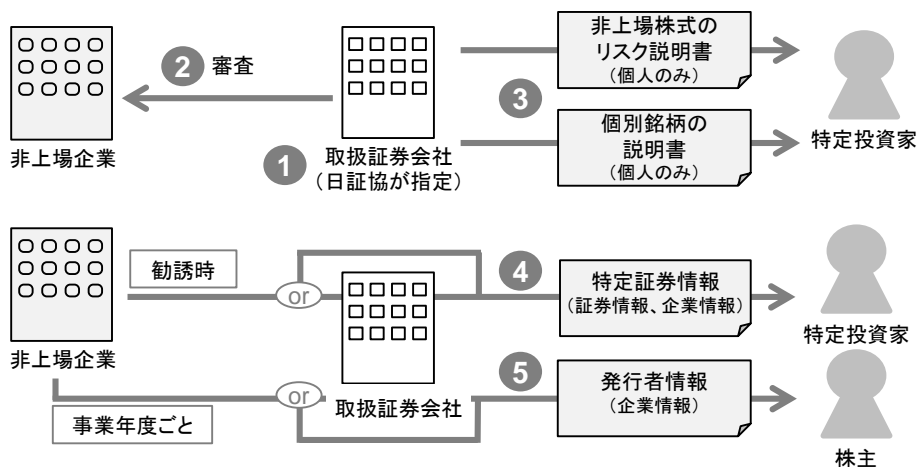 非上場企業
2
審査
1
取扱証券会社
(日証協が指定)
3
非上場株式の
リスク説明書
(個人のみ)
個別銘柄の
説明書
(個人のみ)
特定投資家
非上場企業
勧誘時
or
4
特定証券情報
(証券情報、企業情報)
特定投資家
事業年度ごと
or
取扱証券会社
5
発行者情報
(企業情報)
株主